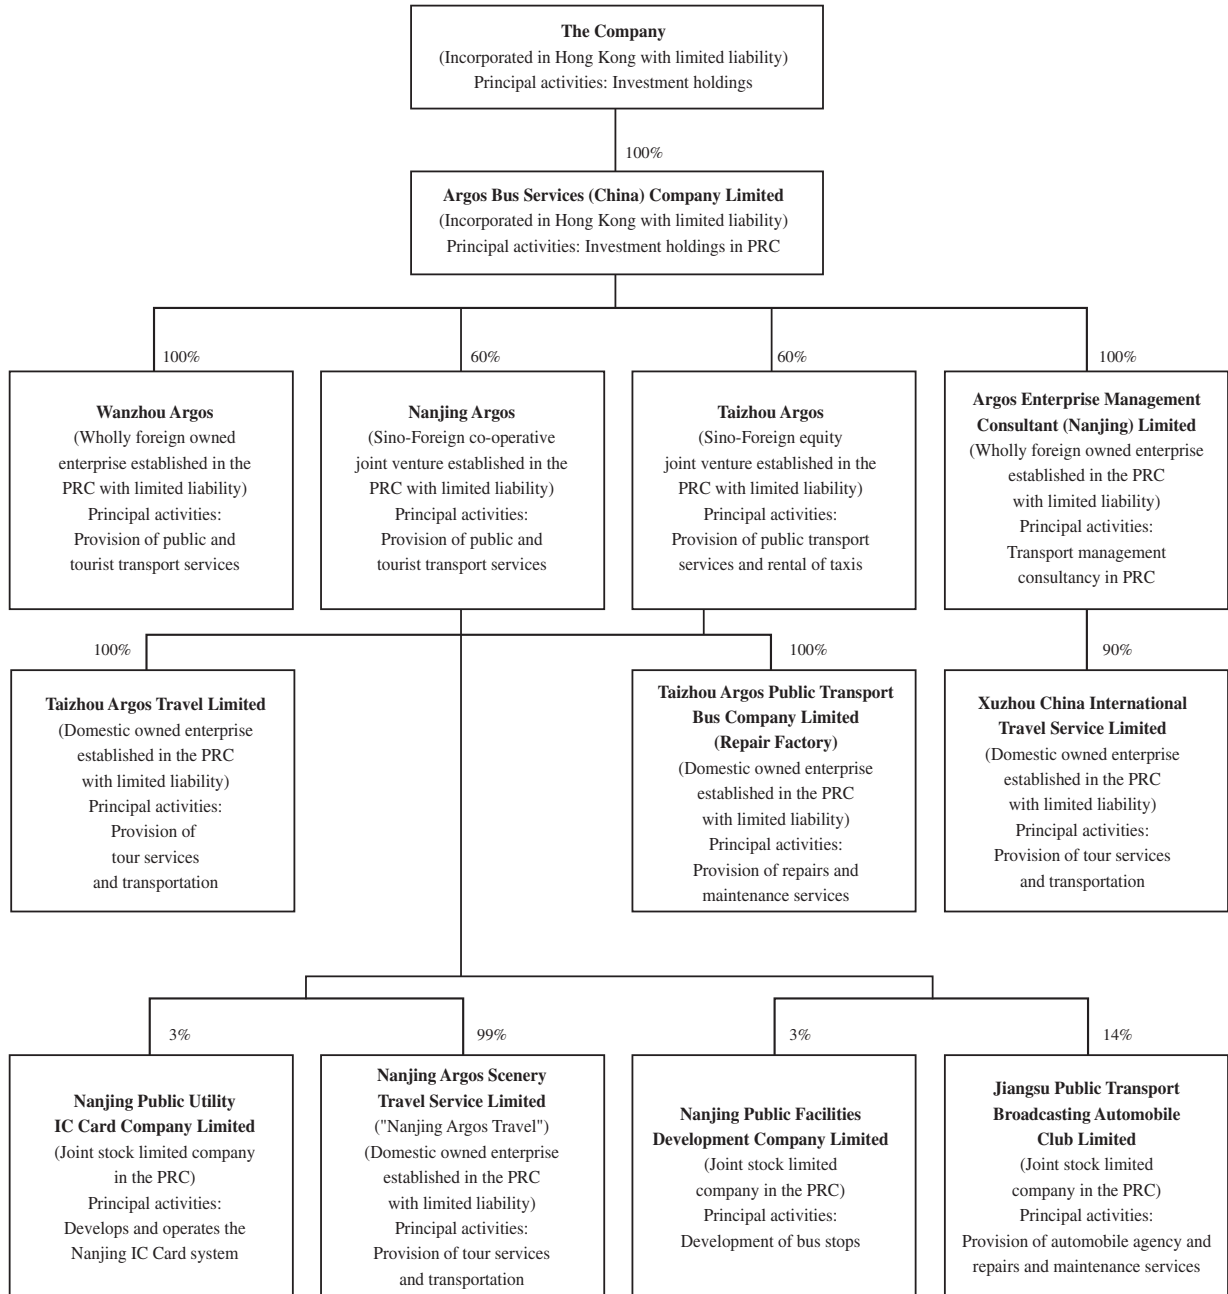 The Company
(Incorporated in Hong Kong with limited liability)
Principal activities: Investment holdings
100%
Argos Bus Services (China) Company Limited
(Incorporated in Hong Kong with limited liability)
Principal activities: Investment holdings in PRC
100%
Wanzhou Argos
(Wholly foreign owned
enterprise established in the
PRC with limited liability)
Principal activities:
Provision of public and
tourist transport services
60%
Nanjing Argos
(Sino-Foreign co-operative
joint venture established in the
PRC with limited liability)
Principal activities:
Provision of public and
tourist transport services
60%
Taizhou Argos
(Sino-Foreign equity
joint venture established in the
PRC with limited liability)
Principal activities:
Provision of public transport
services and rental of taxis
100%
Argos Enterprise Management
Consultant (Nanjing) Limited
(Wholly foreign owned enterprise
established in the PRC
with limited liability)
Principal activities:
Transport management
consultancy in PRC
100%
Taizhou Argos Travel Limited
(Domestic owned enterprise
established in the PRC
with limited liability)
Principal activities:
Provision of
tour services
and transportation
100%
Taizhou Argos Public Transport
Bus Company Limited
(Repair Factory)
(Domestic owned enterprise
established in the PRC
with limited liability)
Principal activities:
Provision of repairs and
maintenance services
90%
Xuzhou China International
Travel Service Limited
(Domestic owned enterprise
established in the PRC
with limited liability)
Principal activities:
Provision of tour services
and transportation
3%
Nanjing Public Utility
IC Card Company Limited
(Joint stock limited company
in the PRC)
Principal activities:
Develops and operates the
Nanjing IC Card system
99%
Nanjing Argos Scenery
Travel Service Limited
("Nanjing Argos Travel")
(Domestic owned enterprise
established in the PRC
with limited liability)
Principal activities:
Provision of tour services
and transportation
3%
Nanjing Public Facilities
Development Company Limited
(Joint stock limited
company in the PRC)
Principal activities:
Development of bus stops
14%
Jiangsu Public Transport
Broadcasting Automobile
Club Limited
(Joint stock limited
company in the PRC)
Principal activities:
Provision of automobile agency and
repairs and maintenance services